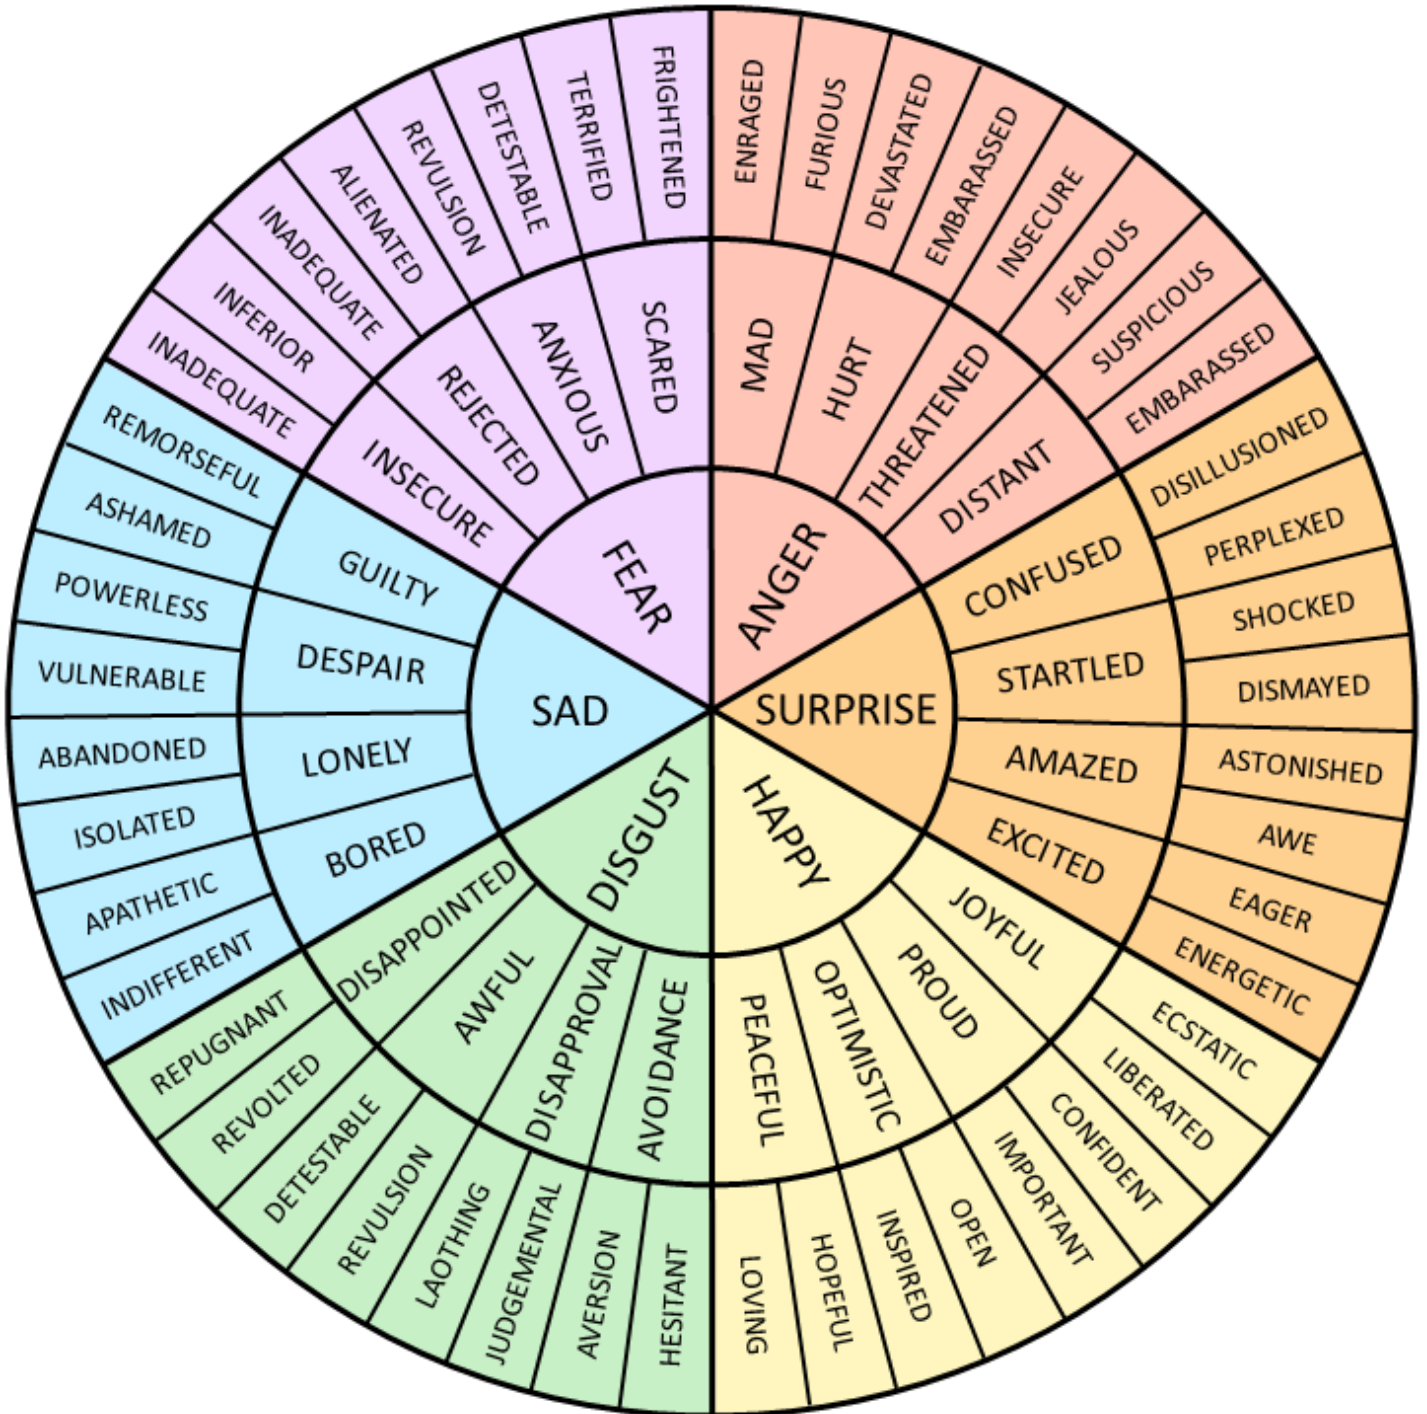 FEAR
ANGER
SURPRISE
HAPPY
DISGUST
SAD
SCARED
ANXIOUS
REJECTED
INSECURE
MAD
HURT
THREATENED
DISTANT
CONFUSED
STARTLED
AMAZED
EXCITED
JOYFUL
PROUD
OPTIMISTIC
PEACEFUL
AVOIDANCE
DISAPPROVAL
AWFUL
DISAPPOINTED
BORED
LONELY
DESPAIR
GUILTY
ENRAGED
FURIOUS
DEVASTATED
EMBARASSED
INSECURE
JEALOUS
SUSPICIOUS
EMBARASSED
DISILLUSIONED
PERPLEXED
SHOCKED
DISMAYED
ASTONISHED
AWE
EAGER
ENERGETIC
ECSTATIC
LIBERATED
CONFIDENT
IMPORTANT
OPEN
INSPIRED
HOPEFUL
LOVING
HESITANT
AVERSION
JUDGEMENTAL
LAOTHING
REVULSION
DETESTABLE
REVOLTED
REPUGNANT
INDIFFERENT
APATHETIC
ISOLATED
ABANDONED
VULNERABLE
POWERLESS
ASHAMED
REMORSEFUL
INADEQUATE
INFERIOR
INADEQUATE
ALIENATED
REVULSION
DETESTABLE
TERRIFIED
FRIGHTENED